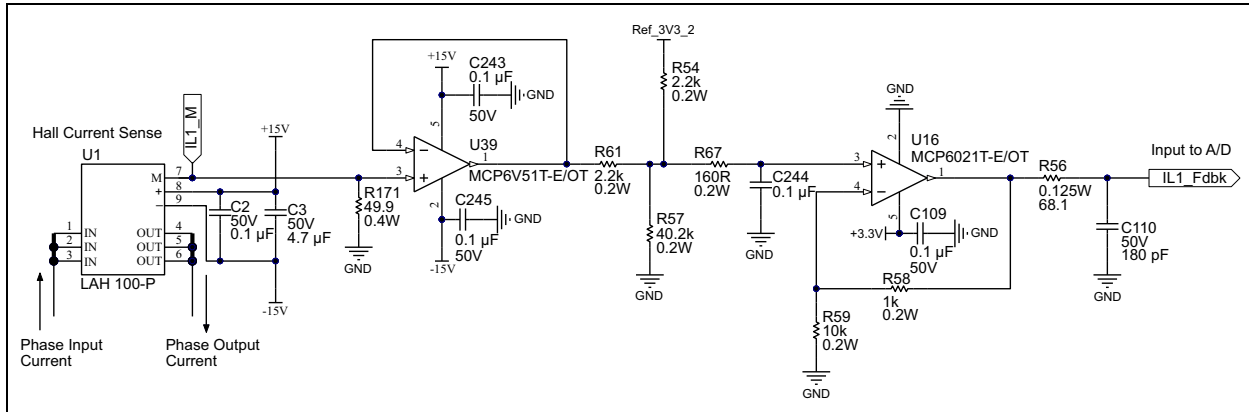 Hall Current Sense
U1
IL1_M
+15V
M 7
+ 8
− 9
1 IN
2 IN
3 IN
OUT 4
OUT 5
OUT 6
LAH 100-P
Phase Input
Current
Phase Output
Current
C2
50V
0.1 µF
C3
50V
4.7 µF
-15V
R171
49.9
0.4W
GND
+15V
C243
0.1 µF
50V
GND
5
4
3
1
2
U39
MCP6V51T-E/OT
C245
0.1 µF
50V
GND
-15V
R61
2.2k
0.2W
Ref_3V3_2
R54
2.2k
0.2W
R57
40.2k
0.2W
GND
R67
160R
0.2W
C244
0.1 µF
GND
GND
2
3
4
1
5
U16
MCP6021T-E/OT
+3.3V
C109
0.1 µF
50V
GND
R58
1k
0.2W
R59
10k
0.2W
GND
R56
0.125W
68.1
Input to A/D
IL1_Fdbk
C110
50V
180 pF
GND